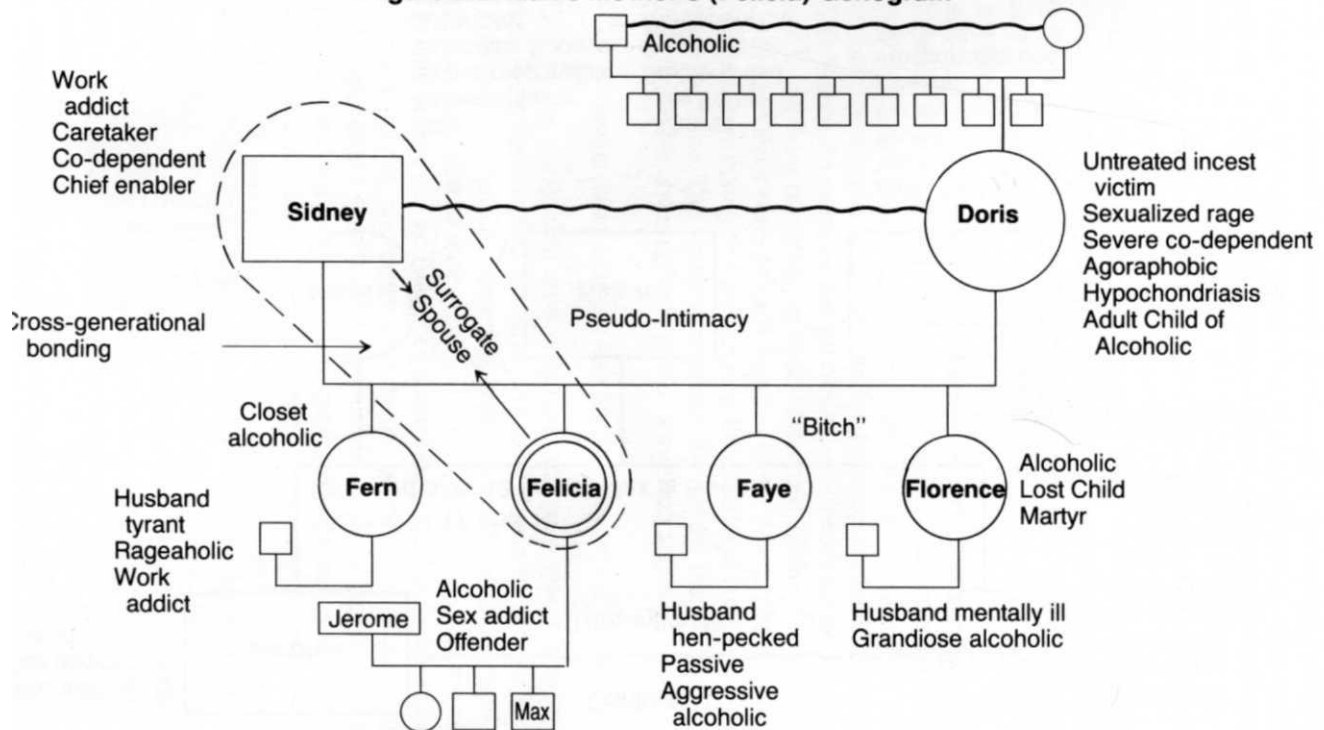 Mother's (Felicia) Genogram
Alcoholic
Work
addict
Caretaker
Co-dependent
Chief enabler
Sidney
Doris
Untreated incest
victim
Sexualized rage
Severe co-dependent
Agoraphobic
Hypochondriasis
Adult Child of
Alcoholic
Surrogate
Spouse
Pseudo-Intimacy
Cross-generational
bonding
Closet
alcoholic
"Bitch"
Fern
Felicia
Faye
Florence
Alcoholic
Lost Child
Martyr
Husband
tyrant
Rageaholic
Work
addict
Jerome
Alcoholic
Sex addict
Offender
Max
Husband
hen-pecked
Passive
Aggressive
alcoholic
Husband mentally ill
Grandiose alcoholic